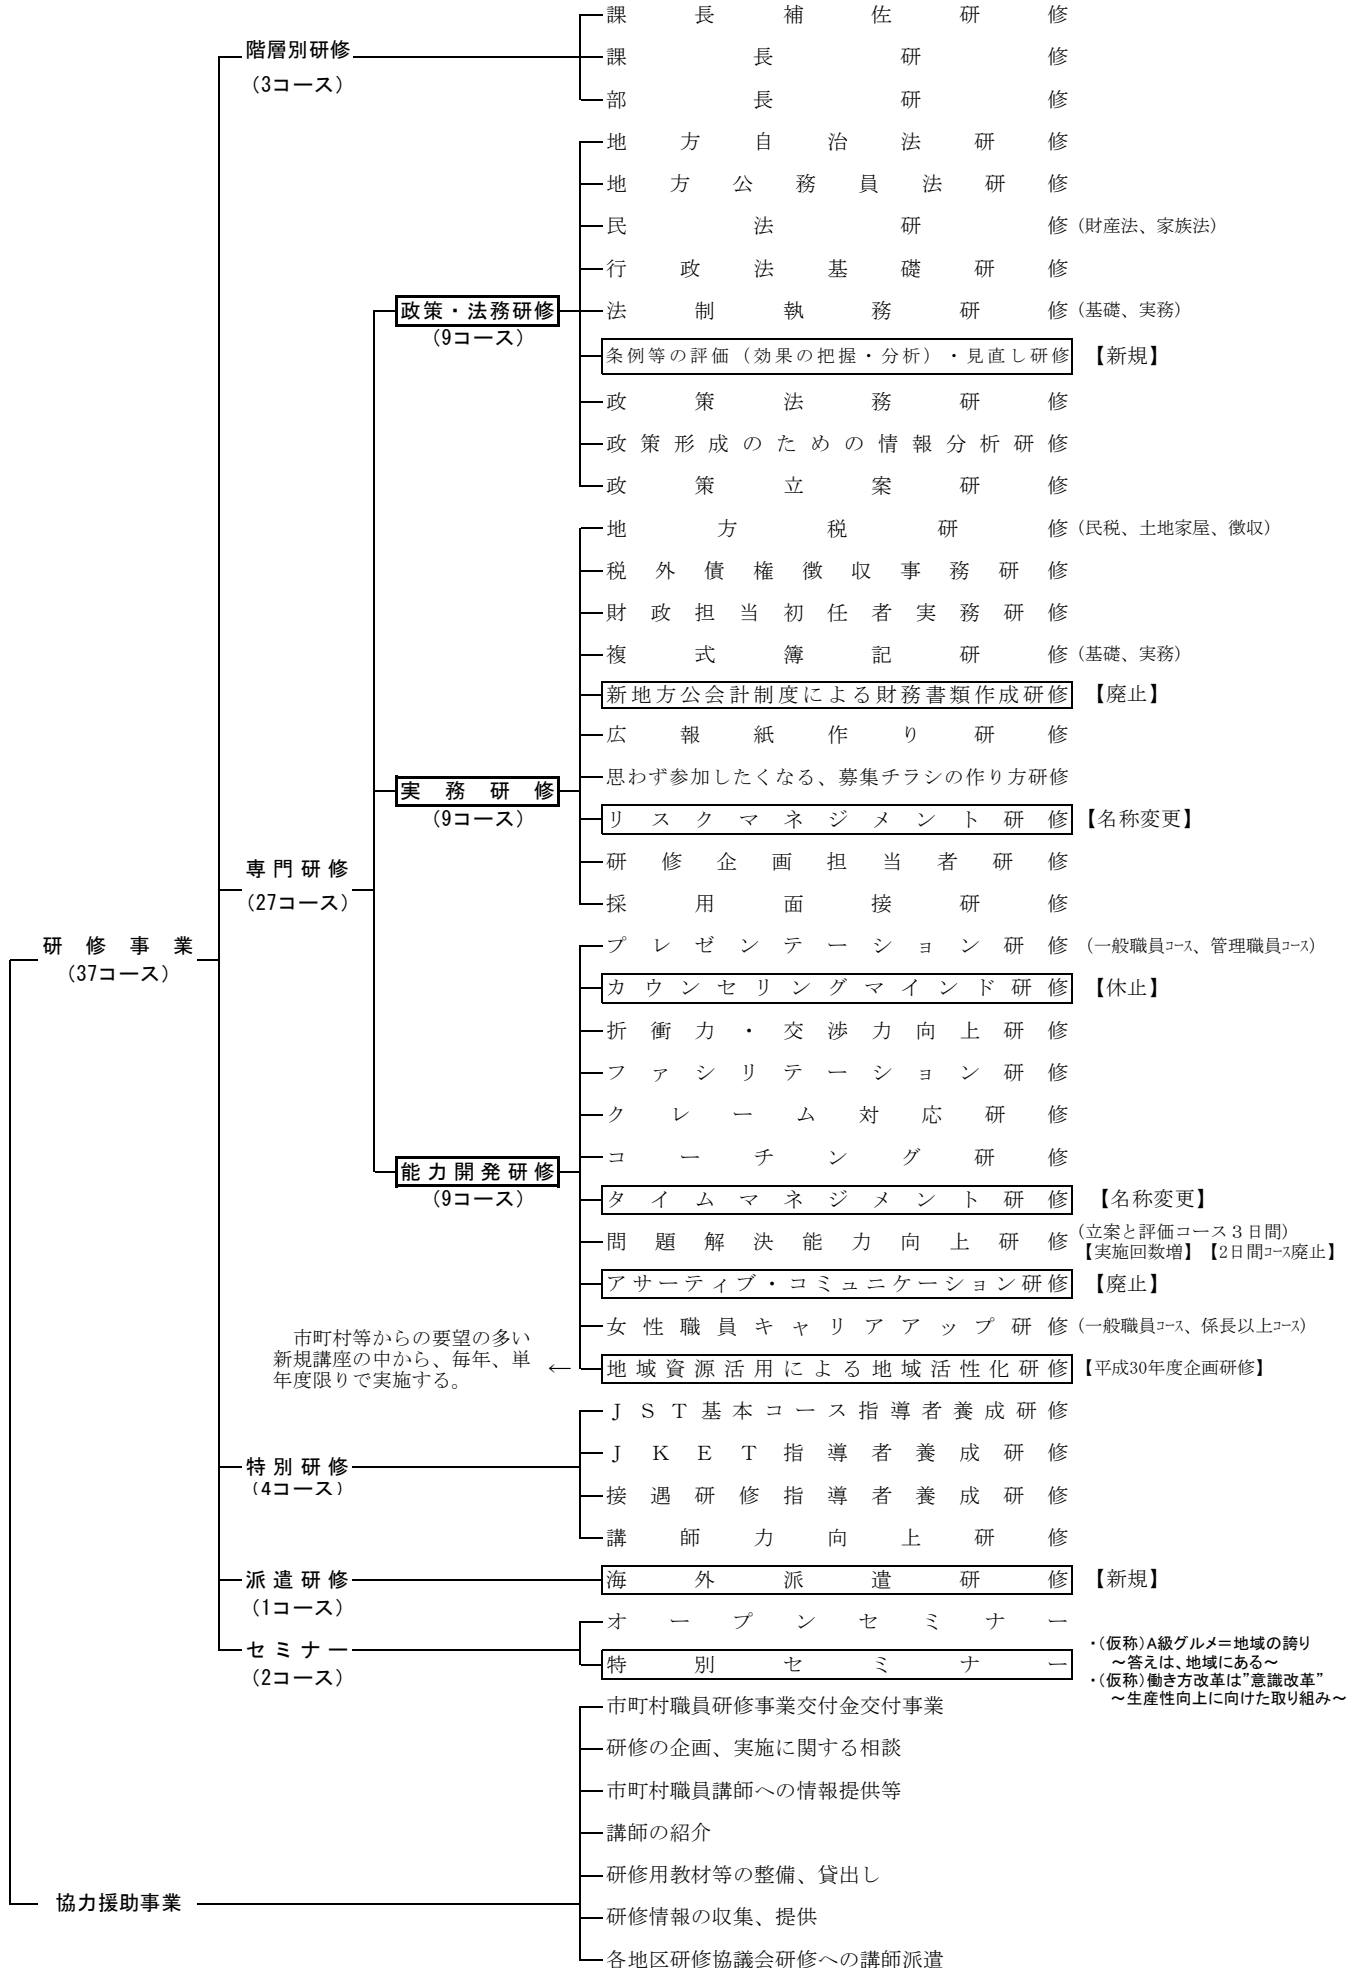 課長補佐研修
階層別研修
(3コース)
課長研修
部長研修
地方自治法研修
地方公務員法研修
民法研修(財産法、家族法)
行政法基礎研修
政策・法務研修
(9コース)
法制執務研修(基礎、実務)
条例等の評価(効果の把握・分析)・見直し研修【新規】
政策法務研修
政策形成のための情報分析研修
政策立案研修
地方税研修(民税、土地家屋、徴収)
税外債権徴収事務研修
財政担当初任者実務研修
複式簿記研修(基礎、実務)
新地方公会計制度による財務書類作成研修【廃止】
広報紙作り研修
思わず参加したくなる、募集チラシの作り方研修
実務研修
(9コース)
リスクマネジメント研修【名称変更】
専門研修
(27コース)
研修企画担当者研修
採用面接研修
研修事業
(37コース)
プレゼンテーション研修(一般職員コース、管理職員コース)
カウンセリングマインド研修【休止】
折衝力・交渉力向上研修
ファシリテーション研修
クレーム対応研修
コーチング研修
能力開発研修
(9コース)
タイムマネジメント研修【名称変更】
問題解決能力向上研修(立案と評価コース3日間)
【実施回数増】【2日間コース廃止】
アサーティブ・コミュニケーション研修【廃止】
女性職員キャリアアップ研修(一般職員コース、係長以上コース)
市町村等からの要望の多い
新規講座の中から、毎年、単
年度限りで実施する。
←
地域資源活用による地域活性化研修【平成30年度企画研修】
JST基本コース指導者養成研修
JKET指導者養成研修
特別研修
(4コース)
接遇研修指導者養成研修
講師力向上研修
派遣研修
(1コース)
海外派遣研修【新規】
オープンセミナー
セミナー
(2コース)
特別セミナー
・(仮称)A級グルメ=地域の誇り
~答えは、地域にある~
・(仮称)働き方改革は"意識改革"
~生産性向上に向けた取り組み~
市町村職員研修事業交付金交付事業
研修の企画、実施に関する相談
市町村職員講師への情報提供等
講師の紹介
研修用教材等の整備、貸出し
協力援助事業
研修情報の収集、提供
各地区研修協議会研修への講師派遣